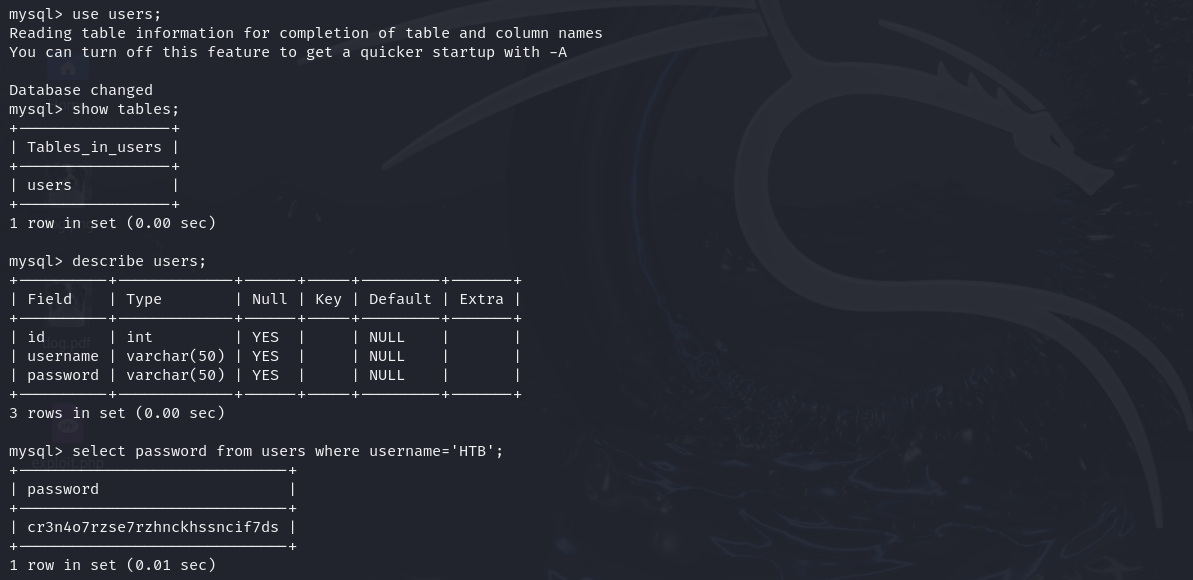 mysql> use users;
Reading table information for completion of table and column names
You can turn off this feature to get a quicker startup with -A
Database changed
mysql> show tables;
+-----------------+
| Tables_in_users |
+-----------------+
| users           |
+-----------------+
1 row in set (0.00 sec)
mysql> describe users;
+----------+-------------+------+-----+---------+-------+
| Field    | Type        | Null | Key | Default | Extra |
+----------+-------------+------+-----+---------+-------+
| id       | int         | YES  |     | NULL    |       |
| username | varchar(50) | YES  |     | NULL    |       |
| password | varchar(50) | YES  |     | NULL    |       |
+----------+-------------+------+-----+---------+-------+
3 rows in set (0.00 sec)
mysql> select password from users where username='HTB';
+------------------------------+
| password                     |
+------------------------------+
| cr3n4o7rzse7rzhnckhssncif7ds |
+------------------------------+
1 row in set (0.01 sec)